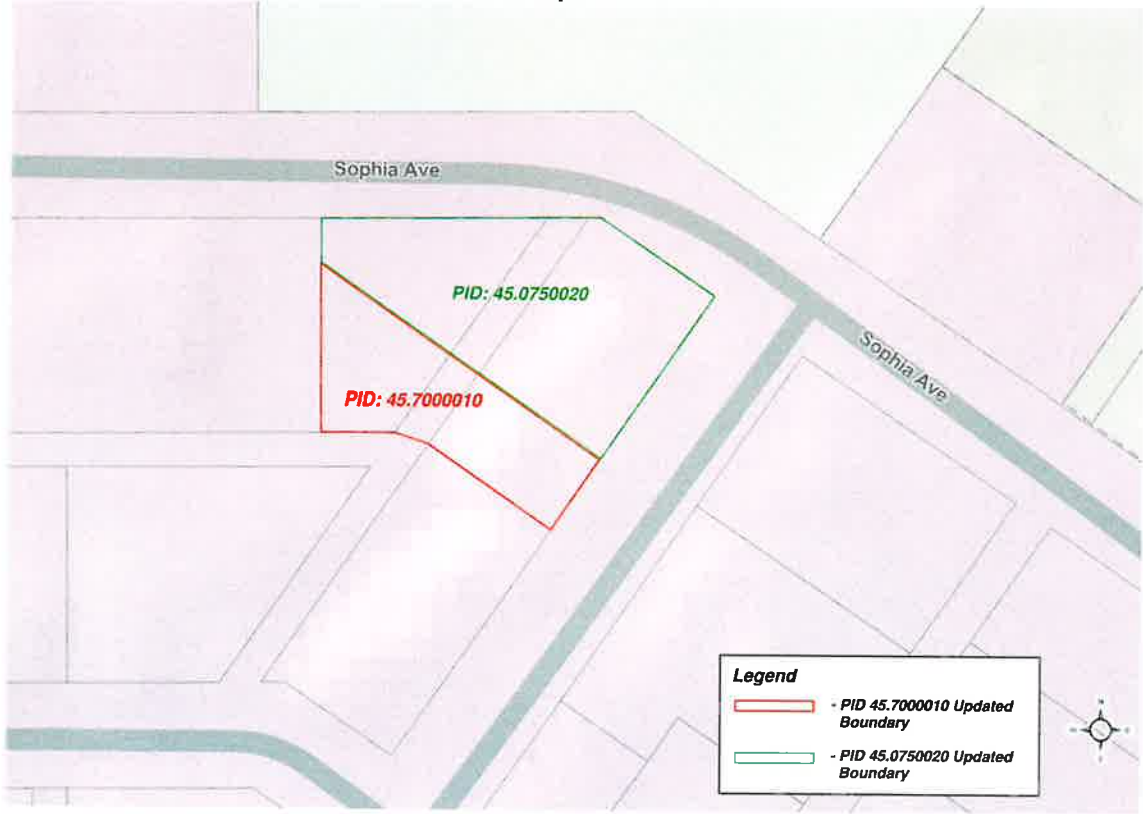 Sophia Ave
PID: 45.0750020
Sophia Ave
PID: 45.7000010
Legend
- PID 45.7000010 Updated
Boundary
- PID 45.0750020 Updated
Boundary